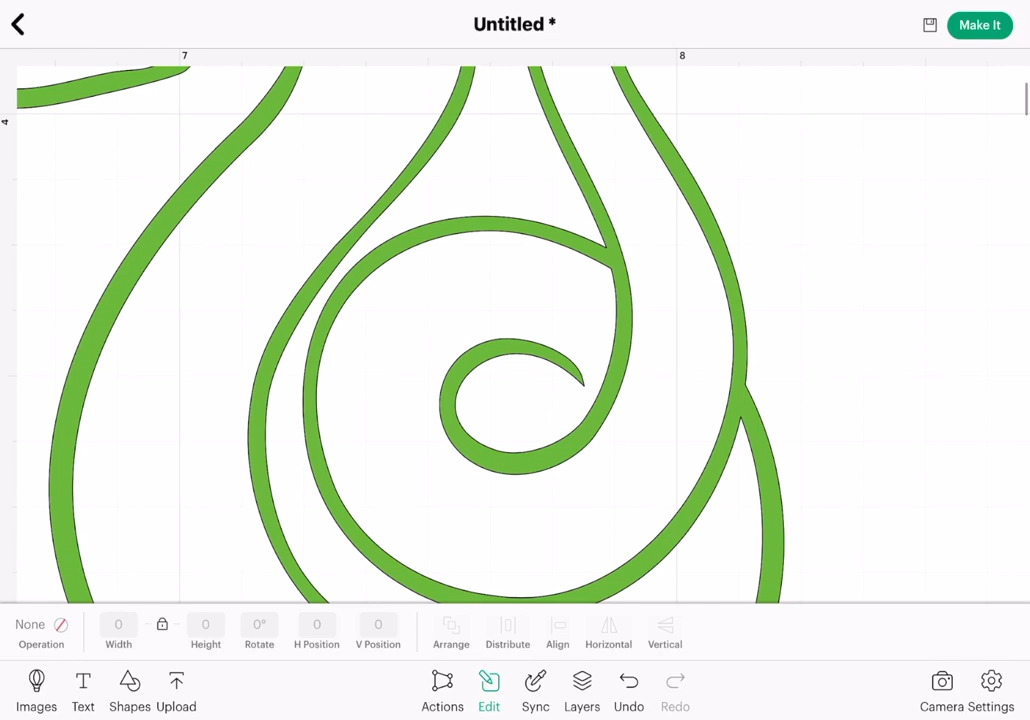 Untitled *
Make It
7
8
4
None
0
0
0°
0
0
Operation
Width
Height
Rotate
H Position
V Position
Arrange
Distribute
Align
Horizontal
Vertical
Images
Text
Shapes
Upload
Actions
Edit
Sync
Layers
Undo
Redo
Camera
Settings